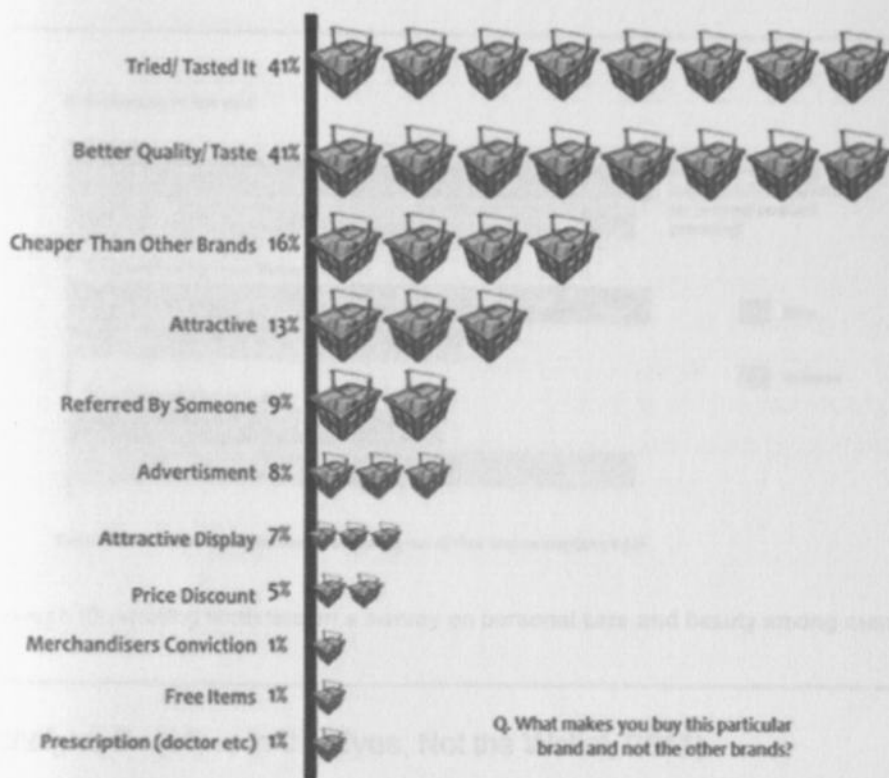 Tried/ Tasted It 41%
Better Quality/ Taste 41%
Cheaper Than Other Brands 16%
Attractive 13%
Referred By Someone 9%
Advertisment 8%
Attractive Display 7%
Price Discount 5%
Merchandisers Conviction 1%
Free Items 1%
Prescription (doctor etc) 1%
Q. What makes you buy this particular
brand and not the other brands?